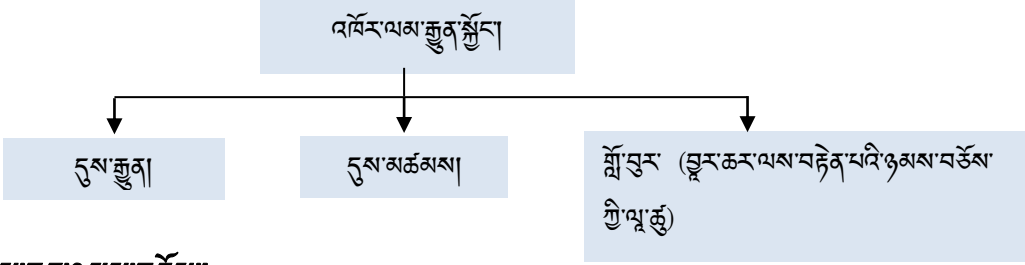 འཁོར་ལམ་རྒྱུན་སྐྱོང་།
དུས་རྒྱུན།
དུས་མཚམས།
གློ་བུར་ (བྱུར་ཆར་ལས་བརྟེན་པའི་ཉམས་བཅོས་
ཀྱི་ལཱ་ཚུ)